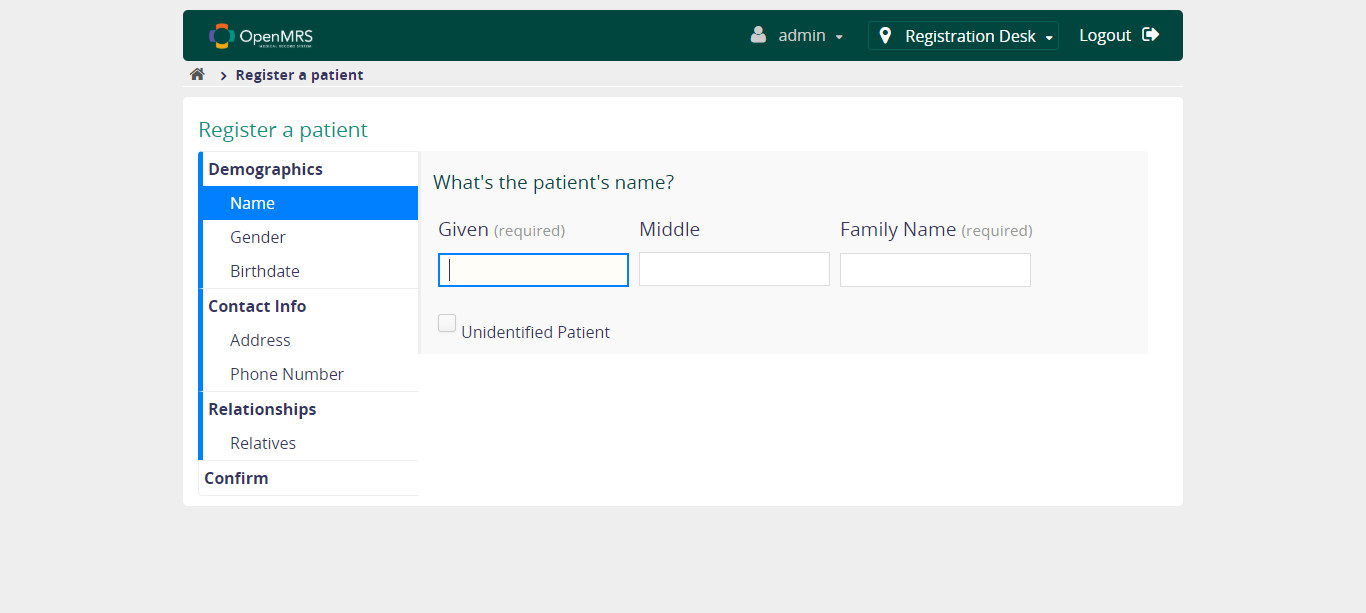 OpenMRS
MEDICAL RECORD SYSTEM
admin
Registration Desk
Logout
Register a patient
Register a patient
Demographics
Name
Gender
Birthdate
Contact Info
Address
Phone Number
Relationships
Relatives
Confirm
What's the patient's name?
Given (required) Middle Family Name (required)
Unidentified Patient